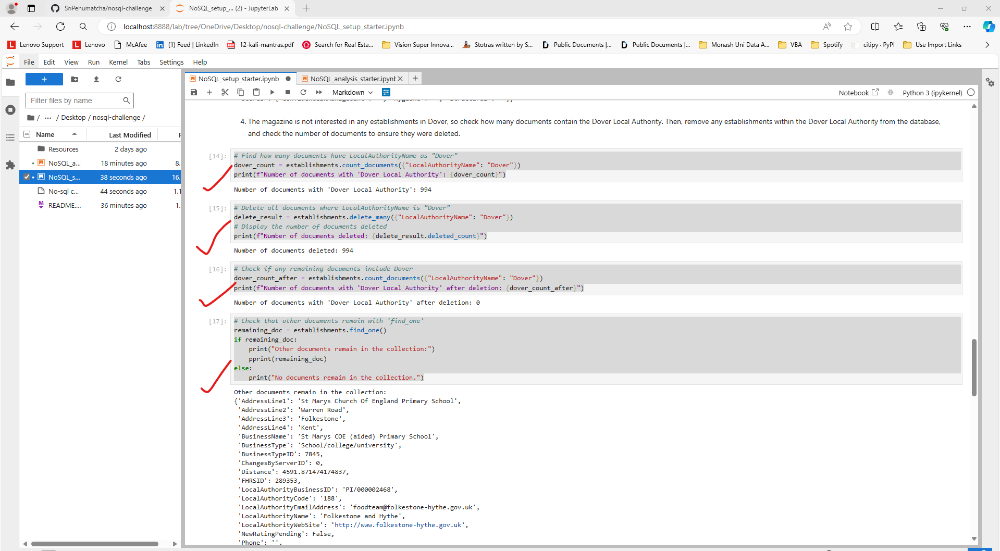 SriPenumatcha/nosql-challenge
NoSQL_setup_... (2) - JupyterLab
localhost:8888/lab/tree/OneDrive/Desktop/nosql-challenge/NoSQL_setup_starter.ipynb
Lenovo Support
Lenovo
McAfee
(1) Feed | LinkedIn
12-kali-mantras.pdf
Search for Real Esta...
Vision Super Innova...
Stotras written by S...
Public Documents |...
Public Documents |...
Monash Uni Data A...
VBA
Spotify
citipy · PyPI
Use Import Links
File Edit View Run Kernel Tabs Settings Help
NoSQL_setup_starter.ipynb
NoSQL_analysis_starter.ipynb
Markdown
Notebook
Python 3 (ipykernel)
Filter files by name
/ ... / Desktop / nosql-challenge /
Name Last Modified F
Resources 2 days ago
NoSQL_a... 18 minutes ago 8.
NoSQL_s... 38 seconds ago 16.
No-sql c... 44 seconds ago 1.1
README.... 36 minutes ago 1.
4. The magazine is not interested in any establishments in Dover, so check how many documents contain the Dover Local Authority. Then, remove any establishments within the Dover Local Authority from the database,
and check the number of documents to ensure they were deleted.
[14]: # Find how many documents have LocalAuthorityName as "Dover"
dover_count = establishments.count_documents({"LocalAuthorityName": "Dover"})
print(f"Number of documents with 'Dover Local Authority': {dover_count}")
Number of documents with 'Dover Local Authority': 994
[15]: # Delete all documents where LocalAuthorityName is "Dover"
delete_result = establishments.delete_many({"LocalAuthorityName": "Dover"})
# Display the number of documents deleted
print(f"Number of documents deleted: {delete_result.deleted_count}")
Number of documents deleted: 994
[16]: # Check if any remaining documents include Dover
dover_count_after = establishments.count_documents({"LocalAuthorityName": "Dover"})
print(f"Number of documents with 'Dover Local Authority' after deletion: {dover_count_after}")
Number of documents with 'Dover Local Authority' after deletion: 0
[17]: # Check that other documents remain with 'find_one'
remaining_doc = establishments.find_one()
if remaining_doc:
print("Other documents remain in the collection:")
pprint(remaining_doc)
else:
print("No documents remain in the collection.")
Other documents remain in the collection:
{'AddressLine1': 'St Marys Church Of England Primary School',
'AddressLine2': 'Warren Road',
'AddressLine3': 'Folkestone',
'AddressLine4': 'Kent',
'BusinessName': 'St Marys COE (aided) Primary School',
'BusinessType': 'School/college/university',
'BusinessTypeID': 7845,
'ChangesByServerID': 0,
'Distance': 4591.871474174837,
'FHRSID': 289353,
'LocalAuthorityBusinessID': 'PI/000002468',
'LocalAuthorityCode': '188',
'LocalAuthorityEmailAddress': 'foodteam@folkestone-hythe.gov.uk',
'LocalAuthorityName': 'Folkestone and Hythe',
'LocalAuthorityWebSite': 'http://www.folkestone-hythe.gov.uk',
'NewRatingPending': False,
'Phone': '',